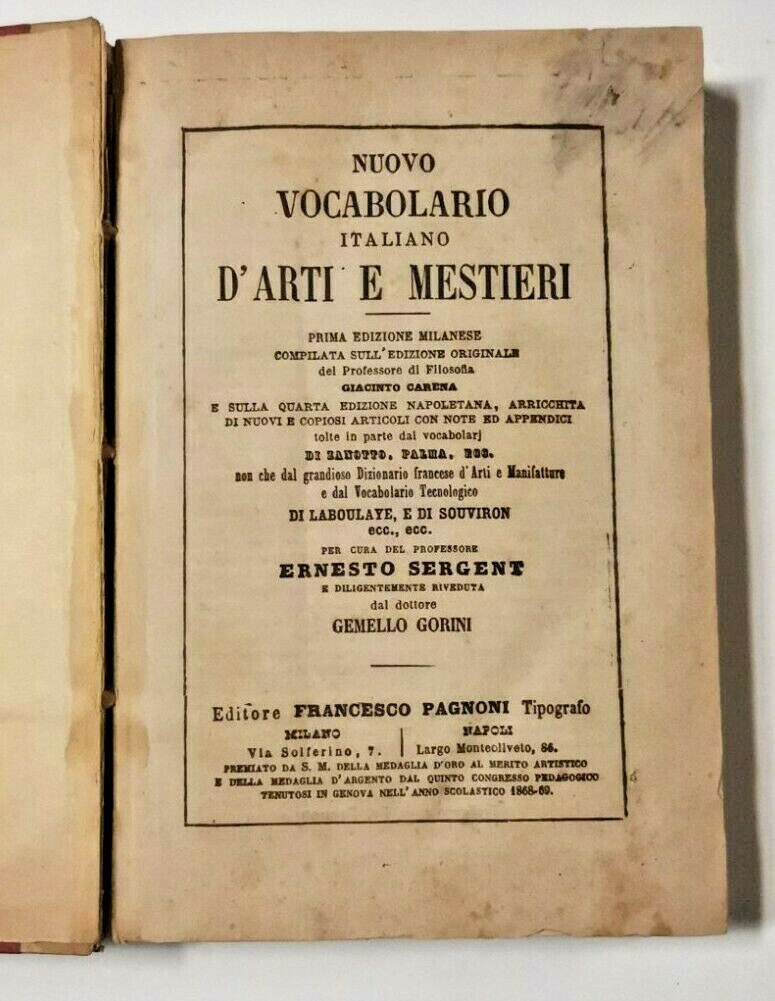 NUOVO
VOCABOLARIO
ITALIANO
D'ARTI E MESTIERI
PRIMA EDIZIONE MILANESE
COMPILATA SULL'EDIZIONE ORIGINALE
del Professore di Filosofia
GIACINTO CARENA
E SULLA QUARTA EDIZIONE NAPOLETANA, ARRICCHITA
DI NUOVI E COPIOSI ARTICOLI CON NOTE ED APPENDICI
tolte in parte dai vocabolarj
DI ZANOTTO, PALMA, ECC.
non che dal grandioso Dizionario francese d'Arti e Manifatture
e dal Vocabolario Tecnologico
DI LABOULAYE, E DI SOUVIRON
ecc., ecc.
PER CURA DEL PROFESSORE
ERNESTO SERGENT
E DILIGENTEMENTE RIVEDUTA
dal dottore
GEMELLO GORINI
Editore FRANCESCO PAGNONI Tipografo
MILANO
Via Solferino, 7.
NAPOLI
Largo Monteoliveto, 86.
PREMIATO DA S. M. DELLA MEDAGLIA D'ORO AL MERITO ARTISTICO
E DELLA MEDAGLIA D'ARGENTO DAL QUINTO CONGRESSO PEDAGOGICO
TENUTOSI IN GENOVA NELL'ANNO SCOLASTICO 1868-69.